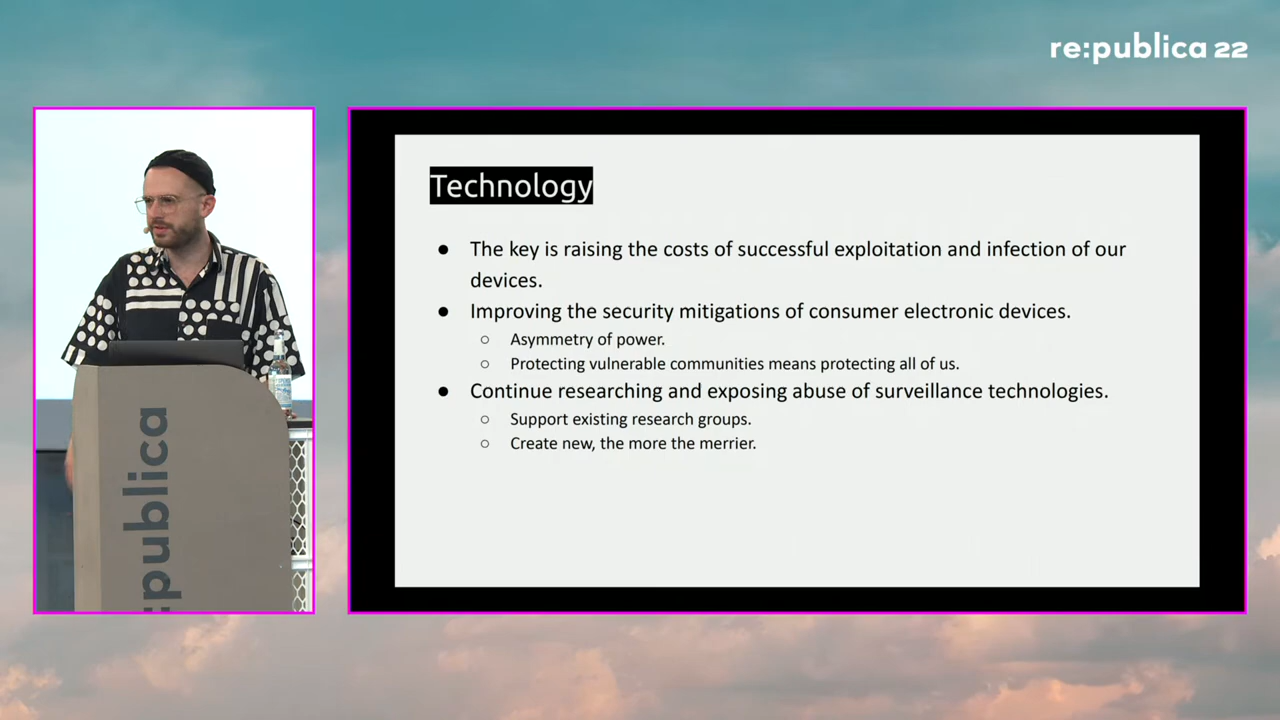 re:publica 22
Technology
● The key is raising the costs of successful exploitation and infection of our
devices.
● Improving the security mitigations of consumer electronic devices.
○ Asymmetry of power.
○ Protecting vulnerable communities means protecting all of us.
● Continue researching and exposing abuse of surveillance technologies.
○ Support existing research groups.
○ Create new, the more the merrier.
:publica